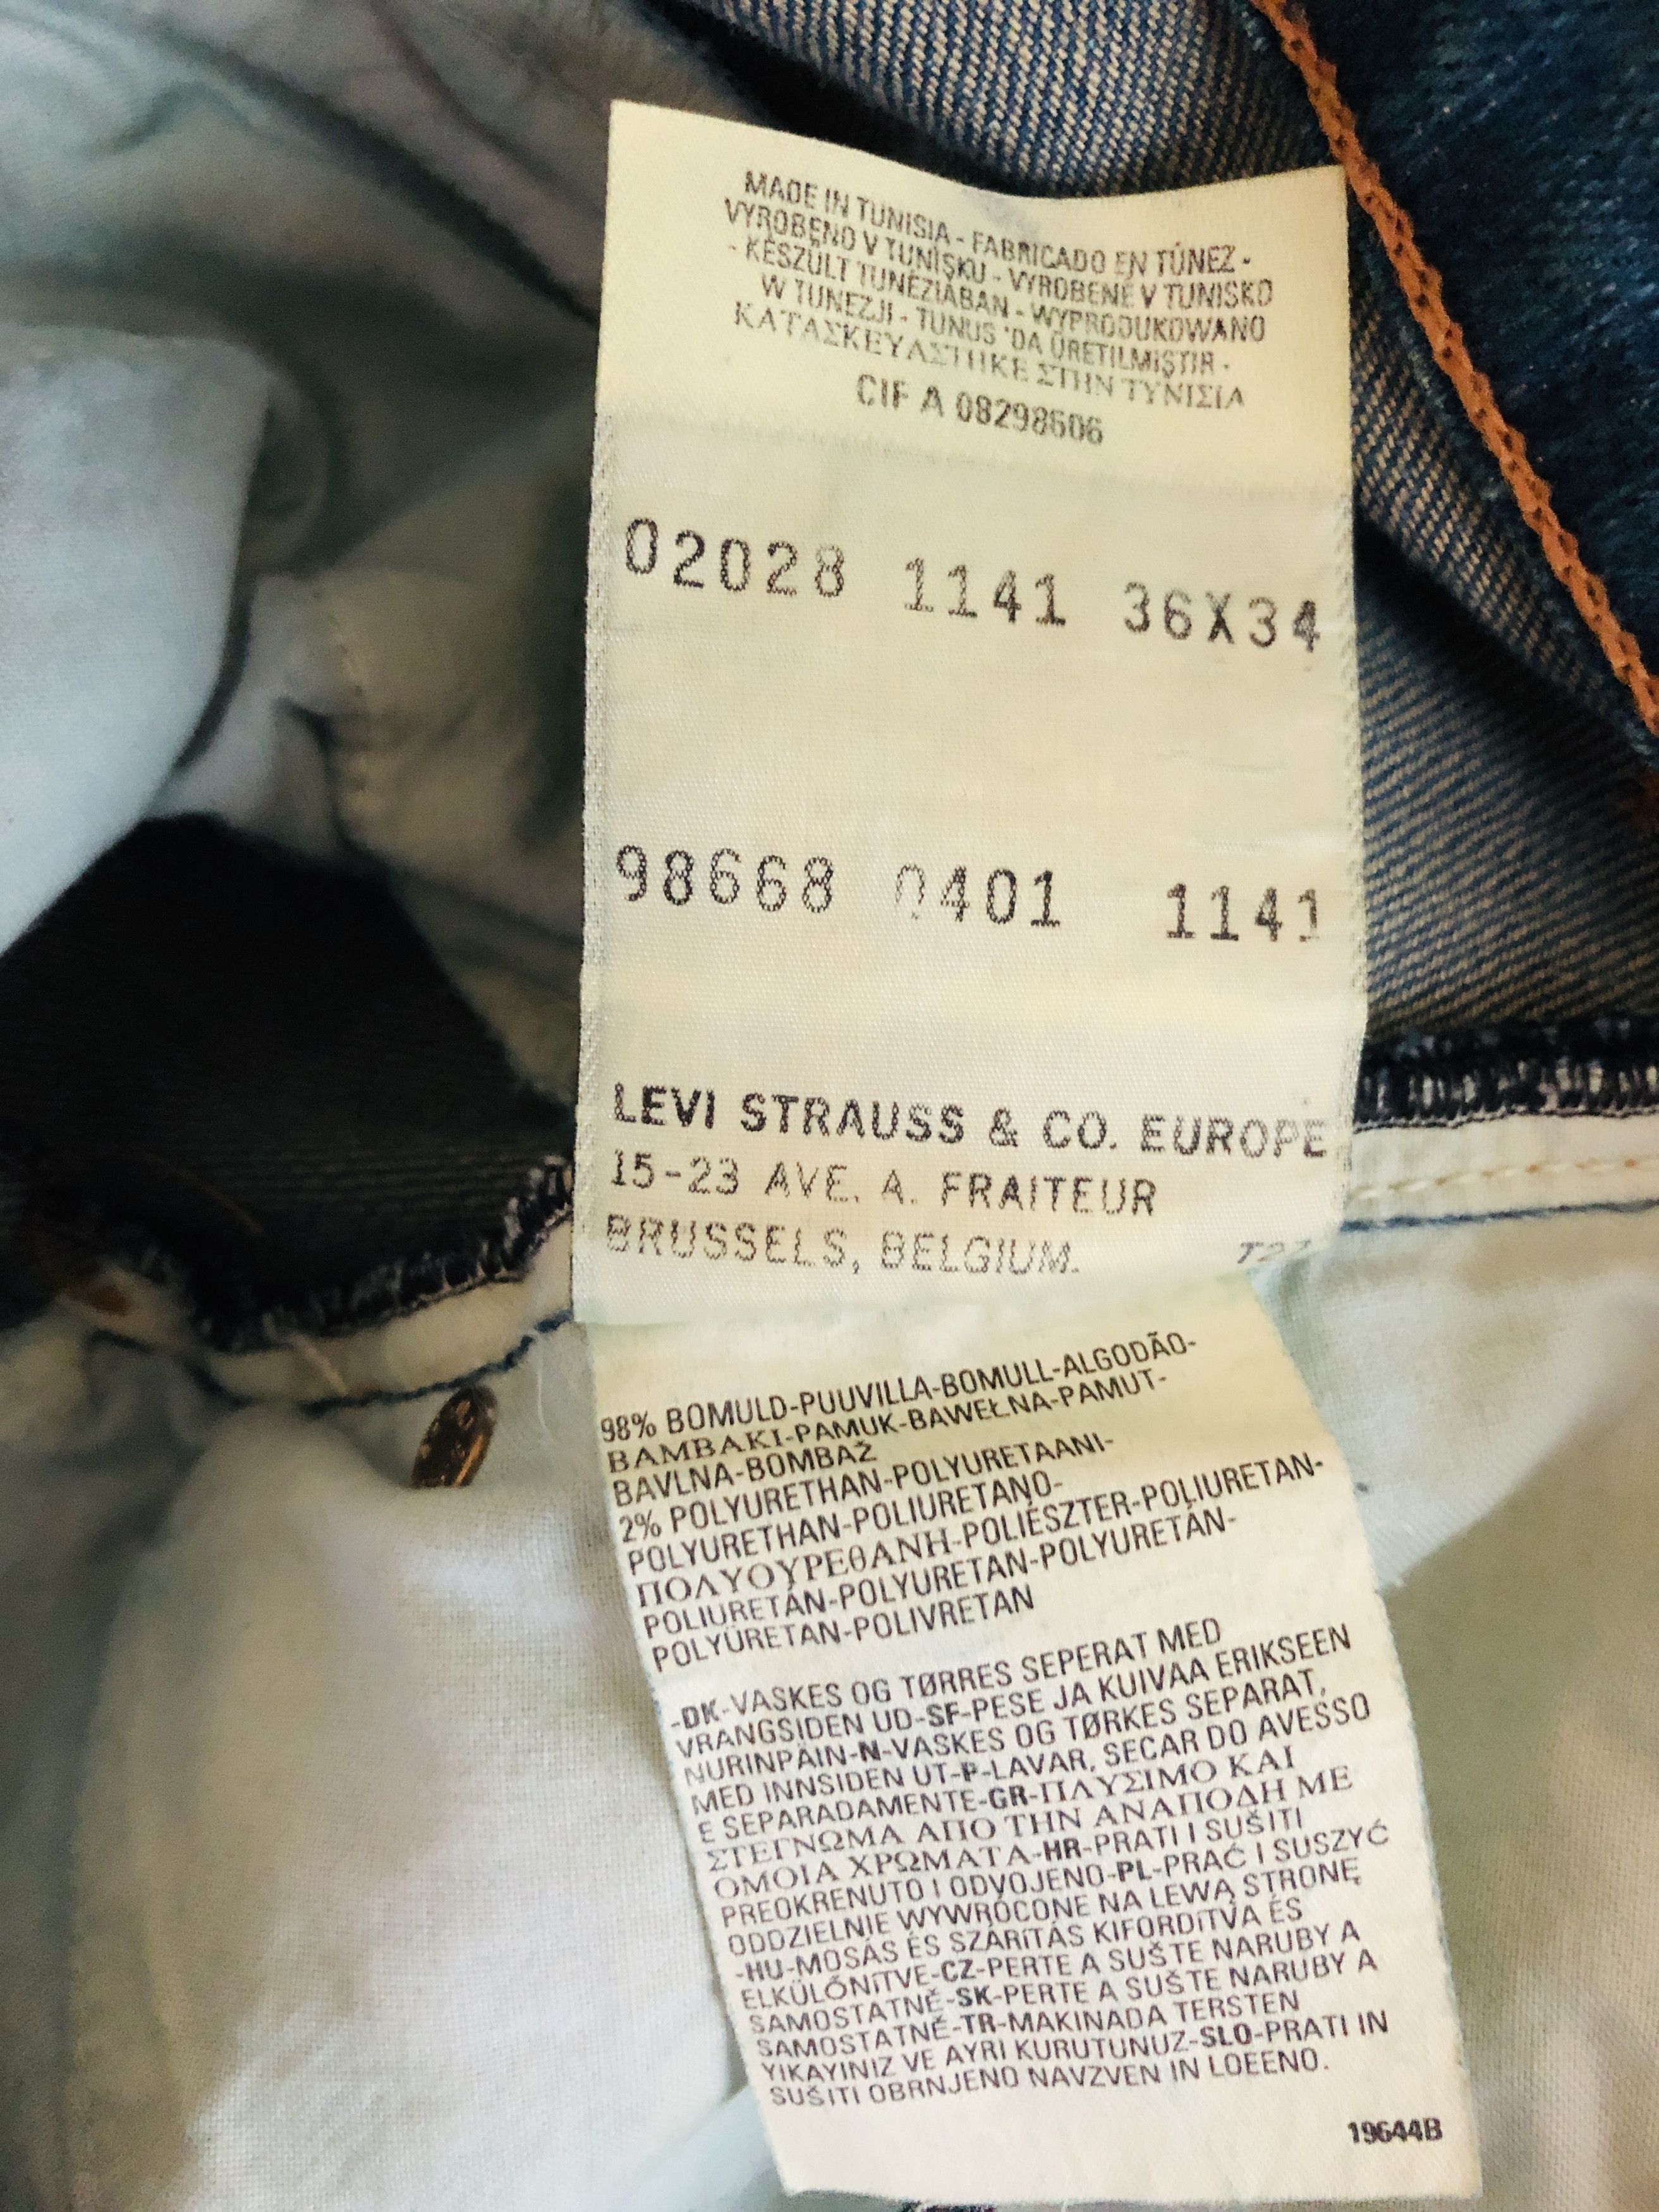 MADE IN TUNISIA - FABRICADO EN TÚNEZ -
VYROBENO V TUNISKU - VYROBENÉ V TUNISKO
- KÉSZÜLT TUNÉZIÁBAN - WYPRODUKOWANO
W TUNEZJI - TUNUS 'DA ÜRETILMIŞTIR -
ΚΑΤΑΣΚΕΥΑΣΤΗΚΕ ΣΤΗΝ ΤΥΝΙΣΙΑ
CIF A 08298606
02028 1141 36X34
98668 0401 1141
LEVI STRAUSS & CO. EUROPE
15-23 AVE. A. FRAITEUR
BRUSSELS, BELGIUM.
98% BOMULD-PUUVILLA-BOMULL-ALGODÃO-
BAMBAKI-PAMUK-BAWEŁNA-PAMUT-
BAVLNA-BOMBAŽ
2% POLYURETHAN-POLYURETAANI-
POLYURETHAN-POLIURETANO-
ΠΟΛΥΟΥΡΕΘΑΝΗ-POLIÉSZTER-POLIURETAN-
POLIURETÁN-POLYURETAN-POLYURETÁN-
POLYÜRETAN-POLIVRETAN
-DK-VASKES OG TØRRES SEPERAT MED
VRANGSIDEN UD-SF-PESE JA KUIVAA ERIKSEEN
NURINPÄIN-N-VASKES OG TØRKES SEPARAT,
MED INNSIDEN UT-P-LAVAR, SECAR DO AVESSO
E SEPARADAMENTE-GR-ΠΛΥΣΙΜΟ ΚΑΙ
ΣΤΕΓΝΩΜΑ ΑΠΟ ΤΗΝ ΑΝΑΠΟΔΗ ΜΕ
ΟΜΟΙΑ ΧΡΩΜΑΤΑ-HR-PRATI I SUŠITI
PREOKRENUTO I ODVOJENO-PL-PRAĆ I SUSZYĆ
ODDZIELNIE WYWRÓCONE NA LEWĄ STRONĘ
-HU-MOSÁS ÉS SZÁRíTÁS KIFORDíTVA ÉS
ELKÜLÖNíTVE-CZ-PERTE A SUŠTE NARUBY A
SAMOSTATNĚ-SK-PERTE A SUŠTE NARUBY A
SAMOSTATNĚ-TR-MAKINADA TERSTEN
YIKAYINIZ VE AYRI KURUTUNUZ-SLO-PRATI IN
SUŠITI OBRNJENO NAVZVEN IN LOEENO.
19644B